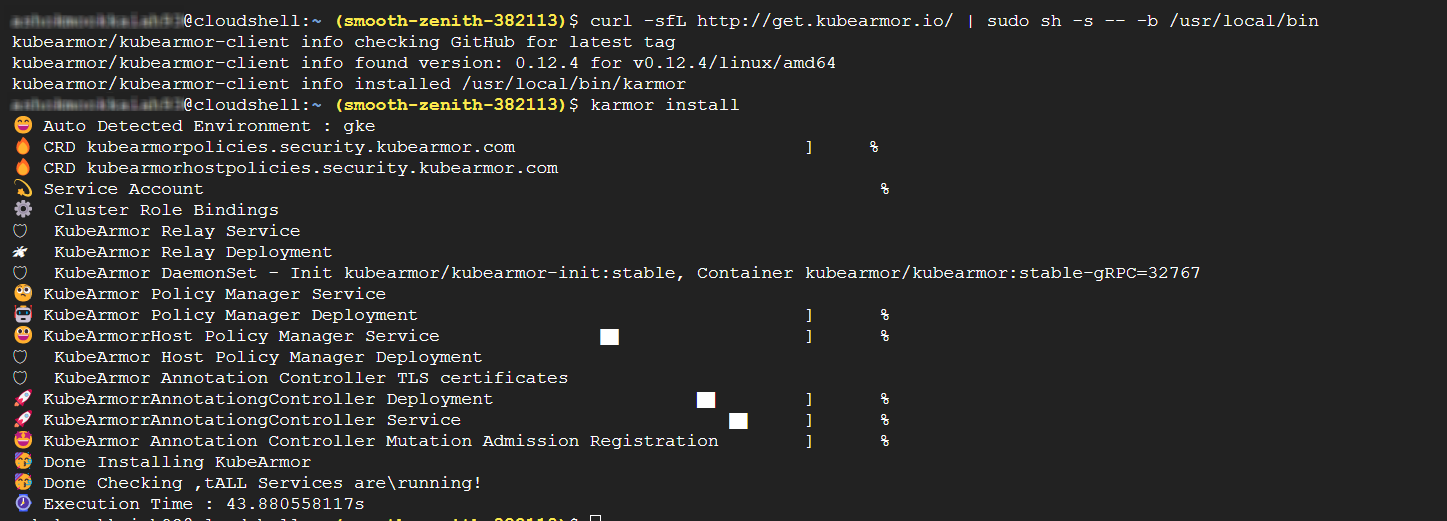 @cloudshell:~ (smooth-zenith-382113)$ curl -sfL http://get.kubearmor.io/ | sudo sh -s -- -b /usr/local/bin
kubearmor/kubearmor-client info checking GitHub for latest tag
kubearmor/kubearmor-client info found version: 0.12.4 for v0.12.4/linux/amd64
kubearmor/kubearmor-client info installed /usr/local/bin/karmor
@cloudshell:~ (smooth-zenith-382113)$ karmor install
😄 Auto Detected Environment : gke
🔥 CRD kubearmorpolicies.security.kubearmor.com ] %
🔥 CRD kubearmorhostpolicies.security.kubearmor.com
💫 Service Account %
⚙️ Cluster Role Bindings
🛡 KubeArmor Relay Service
🛰 KubeArmor Relay Deployment
🛡 KubeArmor DaemonSet - Init kubearmor/kubearmor-init:stable, Container kubearmor/kubearmor:stable-gRPC=32767
🧐 KubeArmor Policy Manager Service
🤖 KubeArmor Policy Manager Deployment ] %
😃 KubeArmorrHost Policy Manager Service ] %
🛡 KubeArmor Host Policy Manager Deployment
🛡 KubeArmor Annotation Controller TLS certificates
🚀 KubeArmorrAnnotationgController Deployment ] %
🚀 KubeArmorrAnnotationgController Service ] %
🤩 KubeArmor Annotation Controller Mutation Admission Registration ] %
🥳 Done Installing KubeArmor
🥳 Done Checking ,tALL Services are\running!
⌚ Execution Time : 43.880558117s